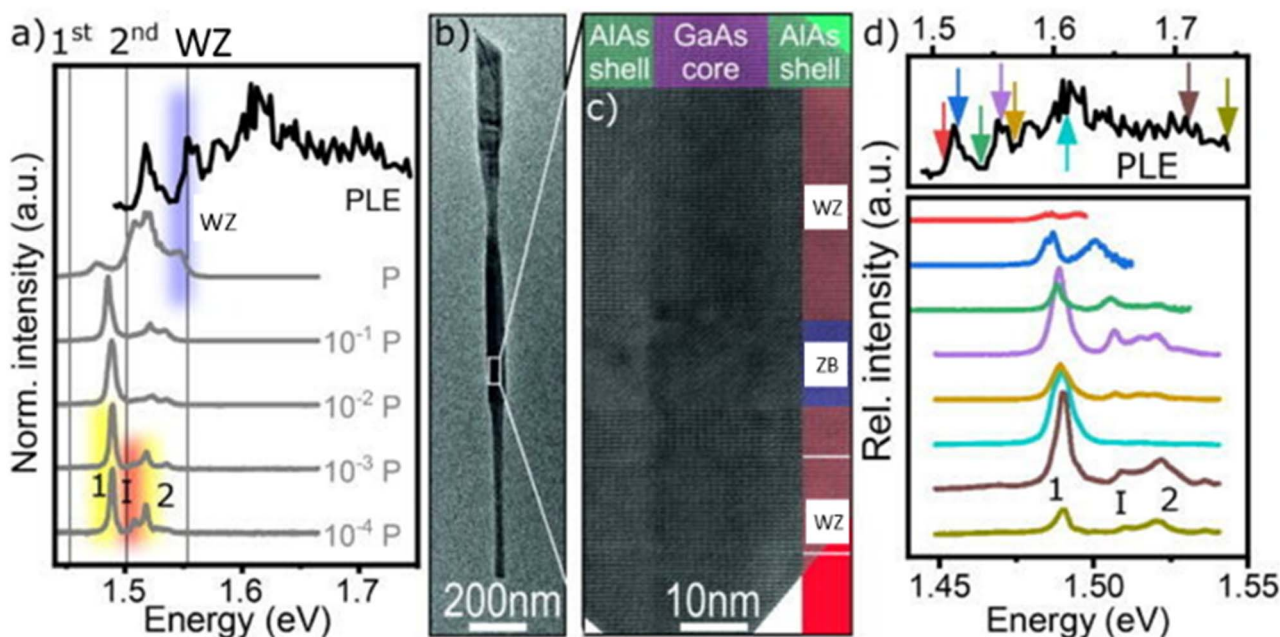 a) 1st 2nd WZ
Norm. intensity (a.u.)
PLE
WZ
P
10-1 P
10-2 P
10-3 P
10-4 P
1 I 2
1.5 1.6 1.7
Energy (eV)
b)
200nm
AlAs shell
GaAs core
AlAs shell
c)
WZ
ZB
WZ
10nm
d) 1.5 1.6 1.7
PLE
Rel. intensity (a.u.)
1 I 2
1.45 1.50 1.55
Energy (eV)